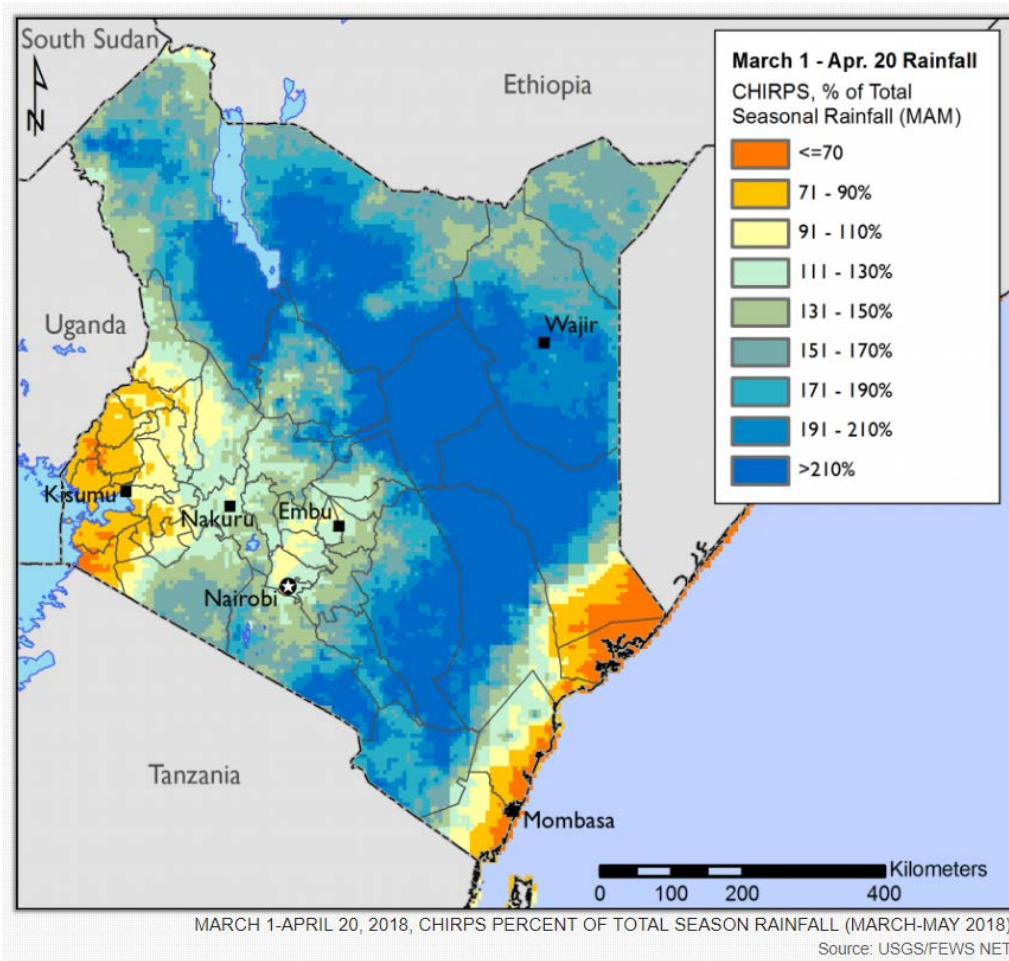 South Sudan
Ethiopia
N
March 1 - Apr. 20 Rainfall
CHIRPS, % of Total
Seasonal Rainfall (MAM)
<=70
71 - 90%
91 - 110%
111 - 130%
131 - 150%
151 - 170%
171 - 190%
191 - 210%
>210%
Uganda
Wajir
Kisumu
Nakuru
Embu
Nairobi
Tanzania
Mombasa
Kilometers
0 100 200 400
MARCH 1-APRIL 20, 2018, CHIRPS PERCENT OF TOTAL SEASON RAINFALL (MARCH-MAY 2018)
Source: USGS/FEWS NET